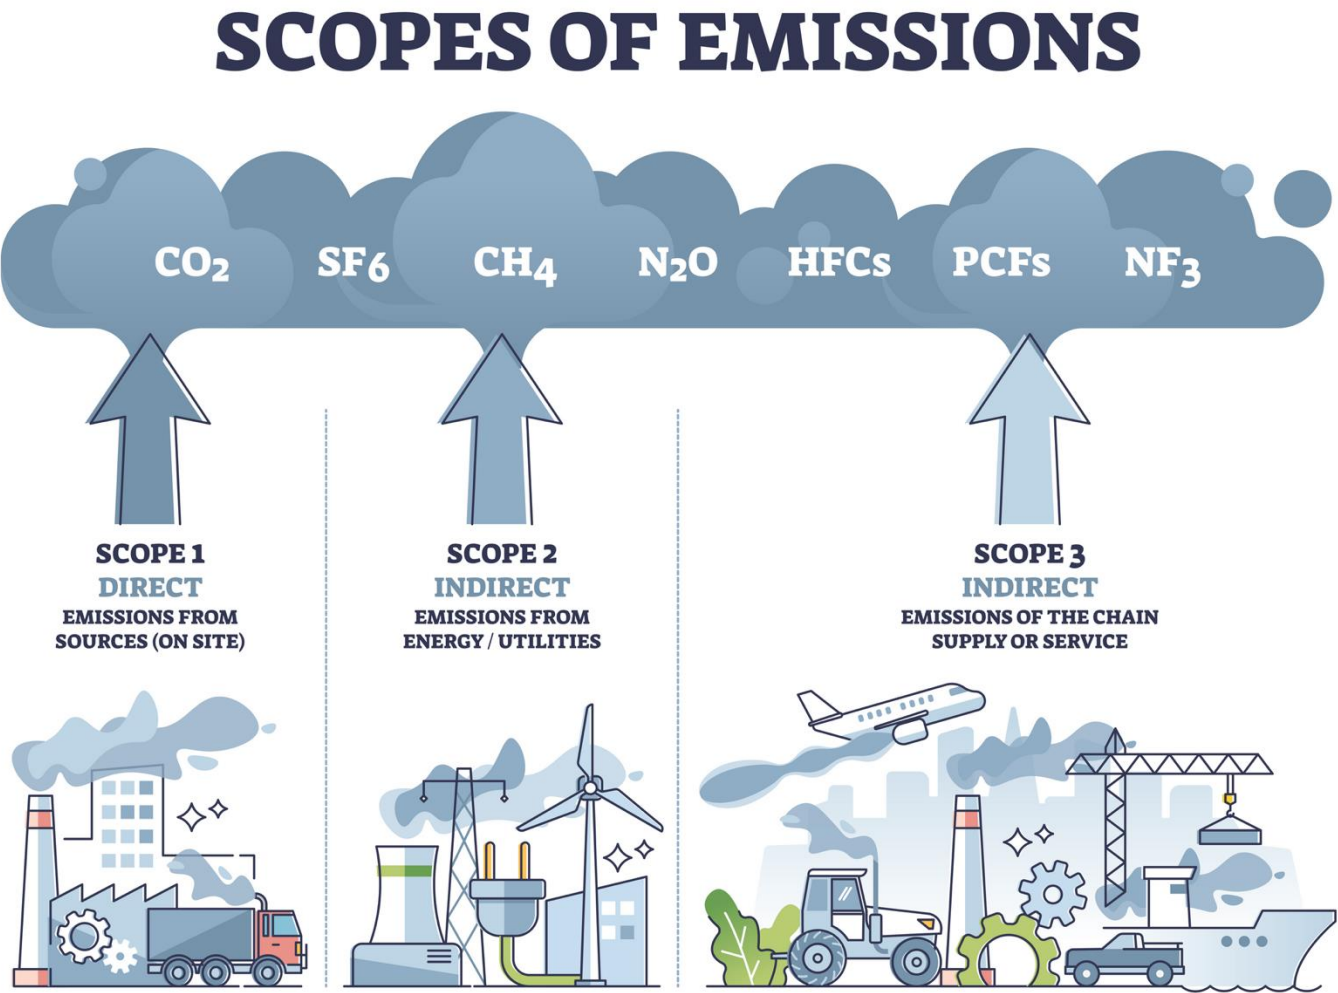 SCOPES OF EMISSIONS
CO2 SF6 CH4 N2O HFCs PCFs NF3
SCOPE 1
DIRECT
EMISSIONS FROM
SOURCES (ON SITE)
SCOPE 2
INDIRECT
EMISSIONS FROM
ENERGY / UTILITIES
SCOPE 3
INDIRECT
EMISSIONS OF THE CHAIN
SUPPLY OR SERVICE